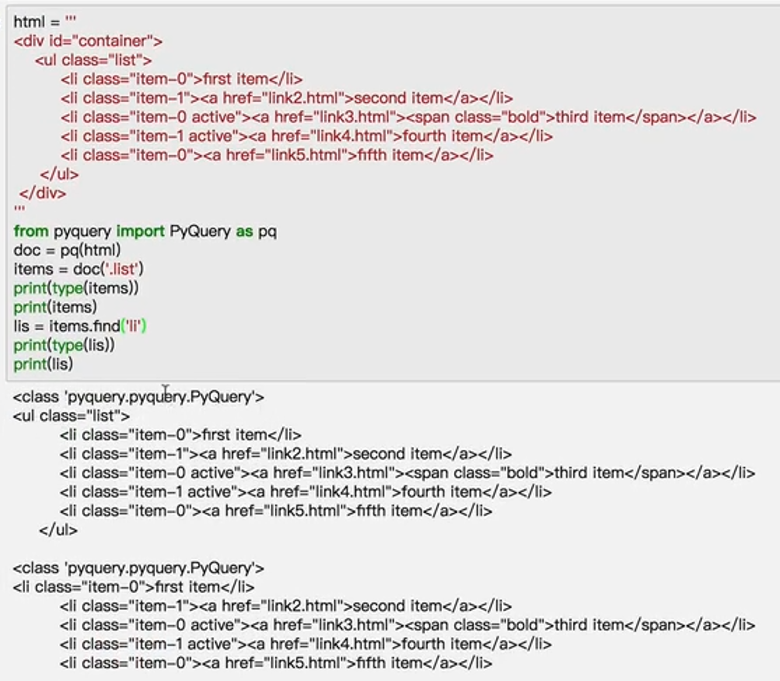 html = '''
<div id="container">
    <ul class="list">
         <li class="item-0">first item</li>
         <li class="item-1"><a href="link2.html">second item</a></li>
         <li class="item-0 active"><a href="link3.html"><span class="bold">third item</span></a></li>
         <li class="item-1 active"><a href="link4.html">fourth item</a></li>
         <li class="item-0"><a href="link5.html">fifth item</a></li>
     </ul>
 </div>
'''
from pyquery import PyQuery as pq
doc = pq(html)
items = doc('.list')
print(type(items))
print(items)
lis = items.find('li')
print(type(lis))
print(lis)
<class 'pyquery.pyquery.PyQuery'>
<ul class="list">
         <li class="item-0">first item</li>
         <li class="item-1"><a href="link2.html">second item</a></li>
         <li class="item-0 active"><a href="link3.html"><span class="bold">third item</span></a></li>
         <li class="item-1 active"><a href="link4.html">fourth item</a></li>
         <li class="item-0"><a href="link5.html">fifth item</a></li>
     </ul>
<class 'pyquery.pyquery.PyQuery'>
<li class="item-0">first item</li>
         <li class="item-1"><a href="link2.html">second item</a></li>
         <li class="item-0 active"><a href="link3.html"><span class="bold">third item</span></a></li>
         <li class="item-1 active"><a href="link4.html">fourth item</a></li>
         <li class="item-0"><a href="link5.html">fifth item</a></li>